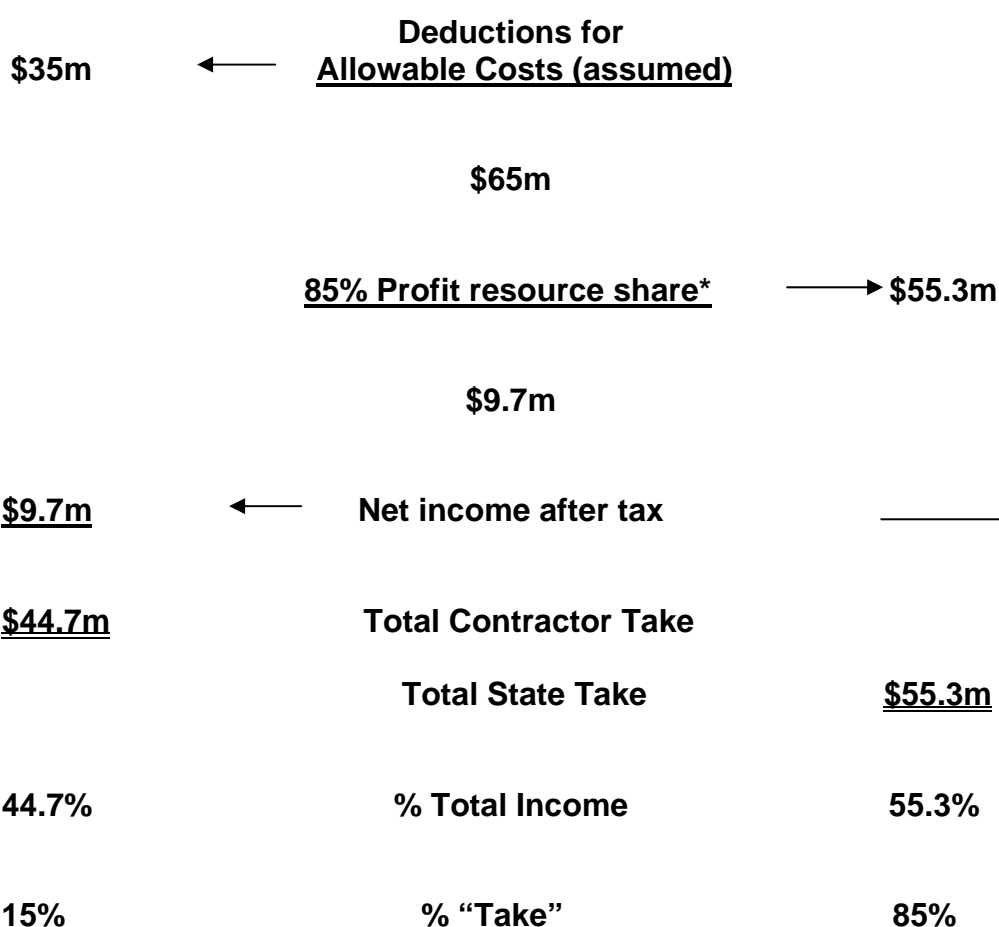 Deductions for
$35m Allowable Costs (assumed)
$65m
85% Profit resource share* $55.3m
$9.7m
$9.7m Net income after tax
$44.7m Total Contractor Take
Total State Take $55.3m
44.7% % Total Income 55.3%
15% % “Take” 85%